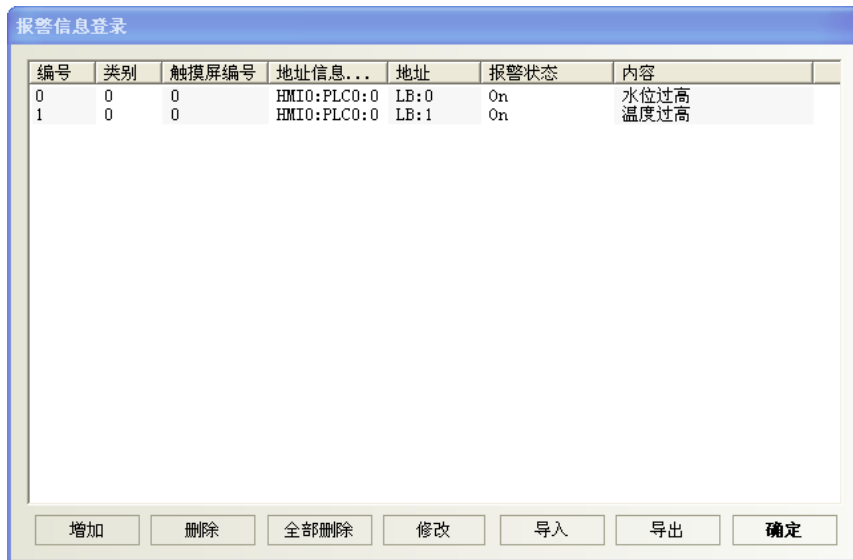 报警信息登录
编号 类别 触摸屏编号 地址信息... 地址 报警状态 内容
0 0 0 HMI0:PLC0:0 LB:0 On 水位过高
1 0 0 HMI0:PLC0:0 LB:1 On 温度过高
增加 删除 全部删除 修改 导入 导出 确定